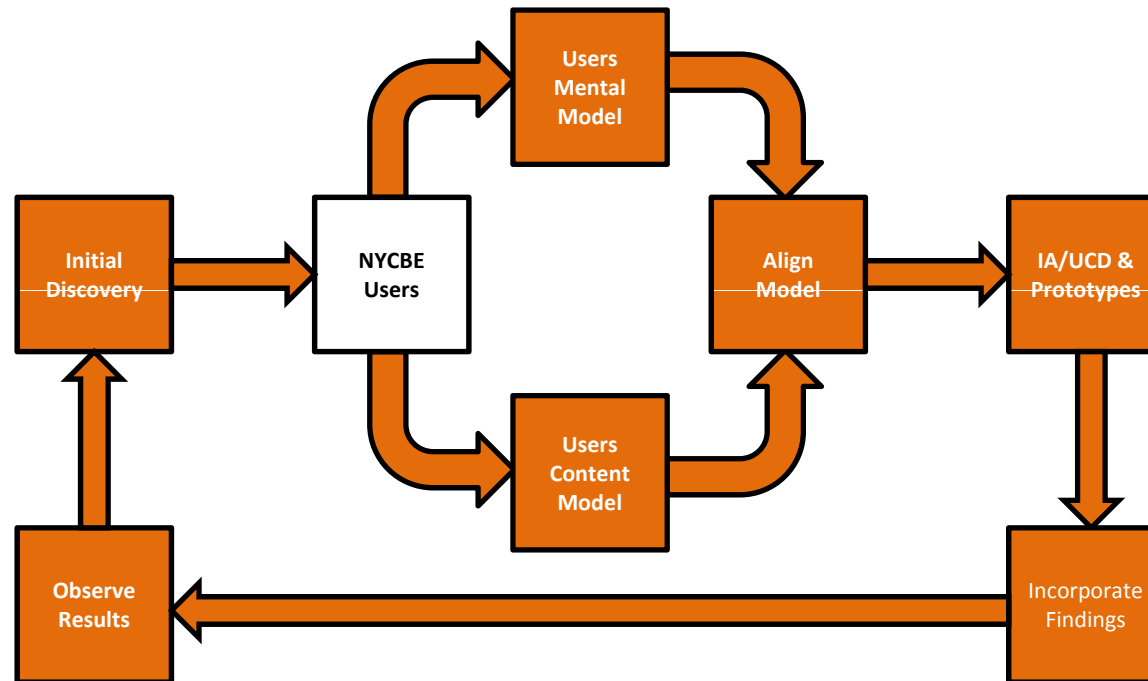 Users
Mental
Model
Initial
Discovery
NYCBE
Users
Align
Model
IA/UCD &
Prototypes
Users
Content
Model
Observe
Results
Incorporate
Findings